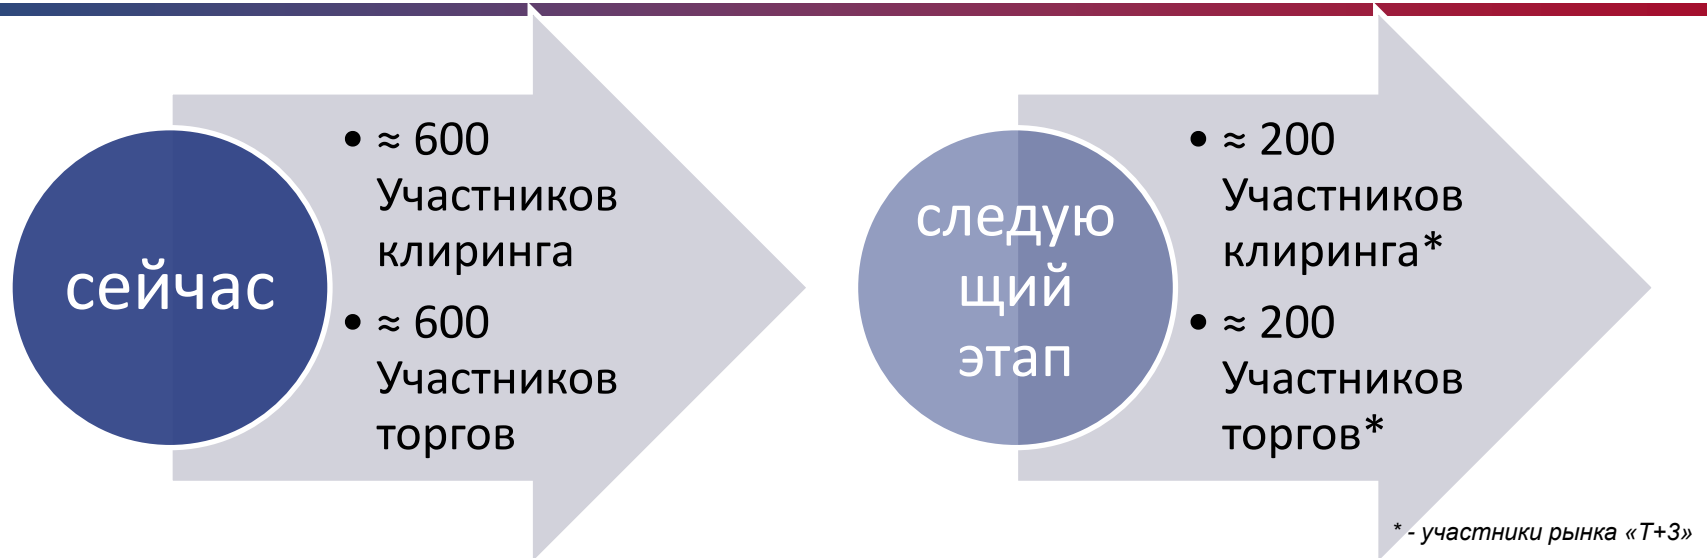 сейчас
• ≈ 600
Участников
клиринга
• ≈ 600
Участников
торгов
следую
щий
этап
• ≈ 200
Участников
клиринга*
• ≈ 200
Участников
торгов*
* - участники рынка «Т+3»